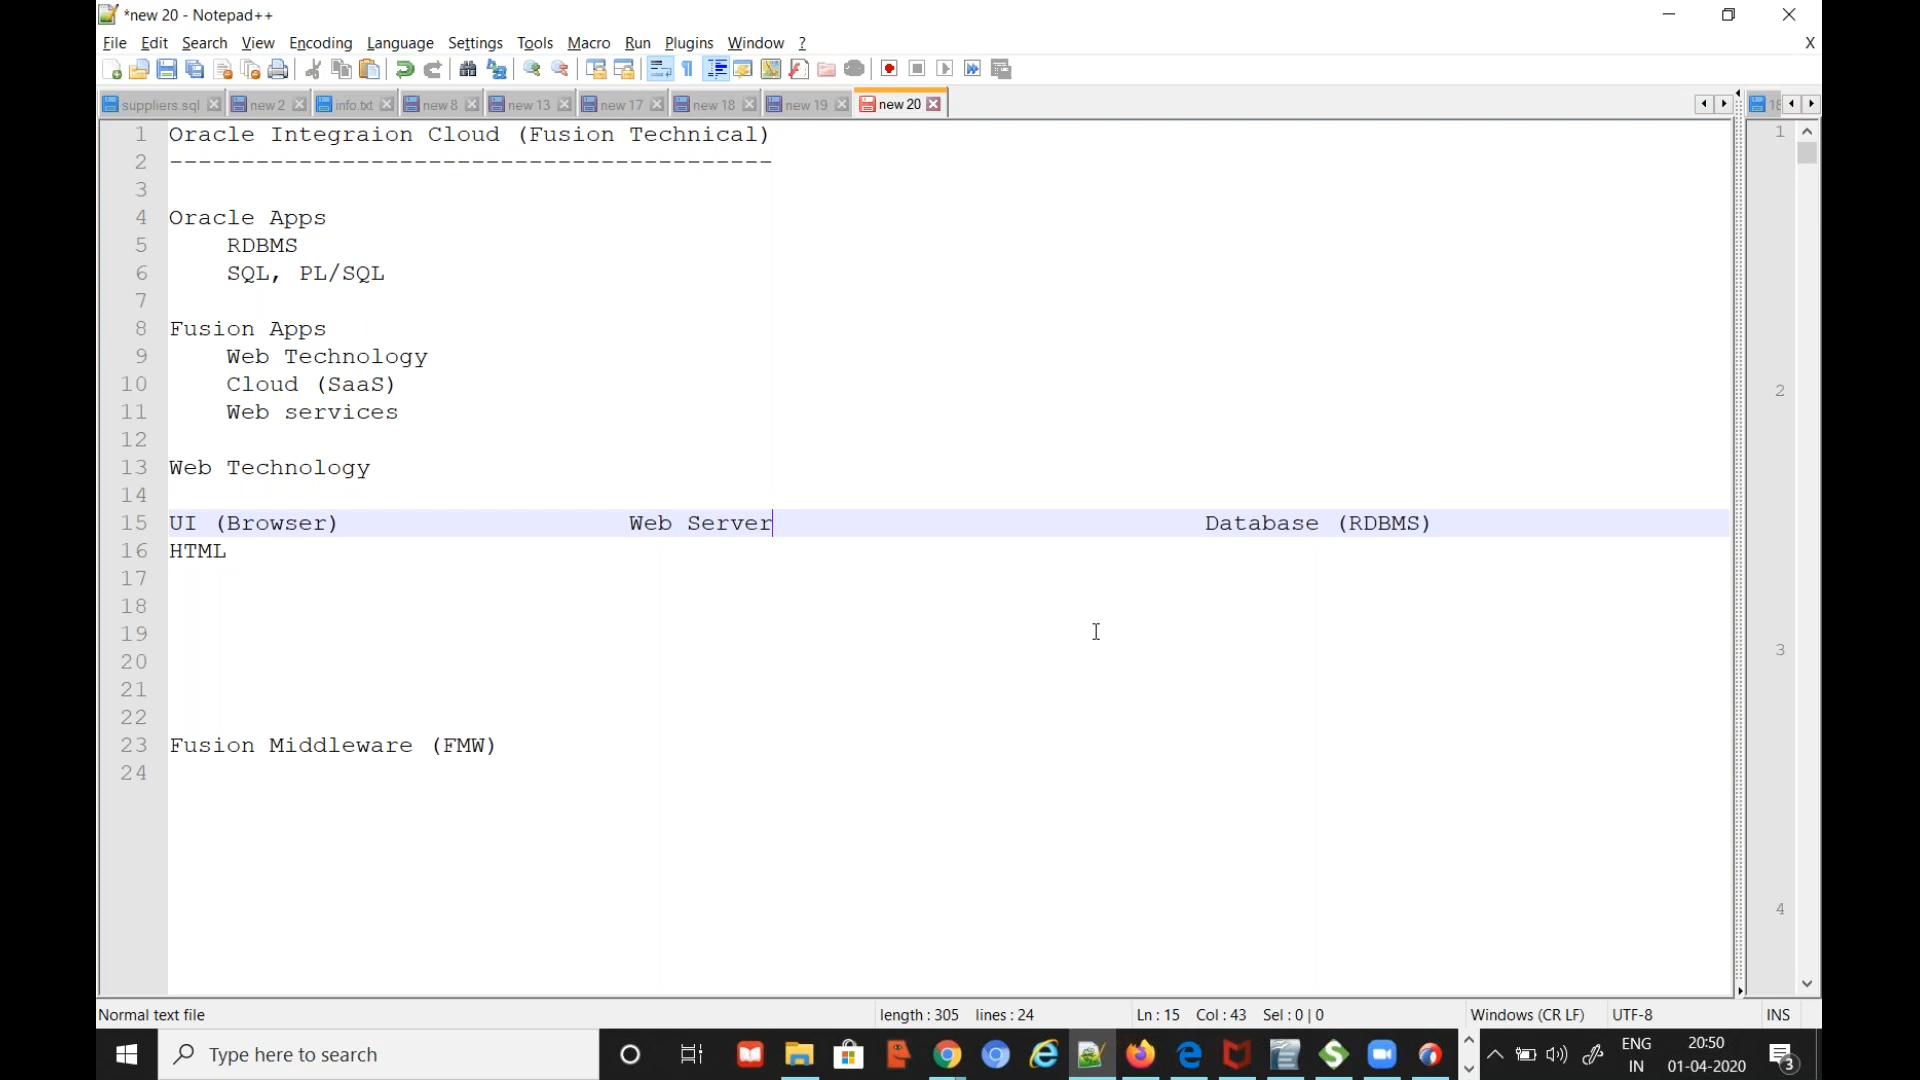 *new 20 - Notepad++
File Edit Search View Encoding Language Settings Tools Macro Run Plugins Window ? X
suppliers.sql new 2 info.txt new 8 new 13 new 17 new 18 new 19 new 20
1 Oracle Integraion Cloud (Fusion Technical)
2 ------------------------------------------
3
4 Oracle Apps
5 RDBMS
6 SQL, PL/SQL
7
8 Fusion Apps
9 Web Technology
10 Cloud (SaaS)
11 Web services
12
13 Web Technology
14
15 UI (Browser) Web Server Database (RDBMS)
16 HTML
17
18
19
20
21
22
23 Fusion Middleware (FMW)
24
1
2
3
4
Normal text file length : 305 lines : 24 Ln : 15 Col : 43 Sel : 0 | 0 Windows (CR LF) UTF-8 INS
Type here to search
ENG
IN
20:50
01-04-2020
3